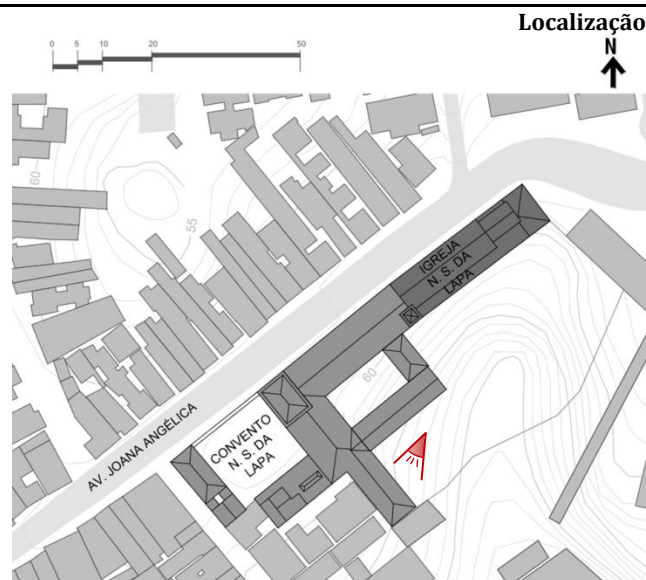 Localização
N
0 5 10 20 50
60
55
IGREJA
N. S. DA
LAPA
60
AV. JOANA ANGÉLICA
CONVENTO
N. S. DA
LAPA